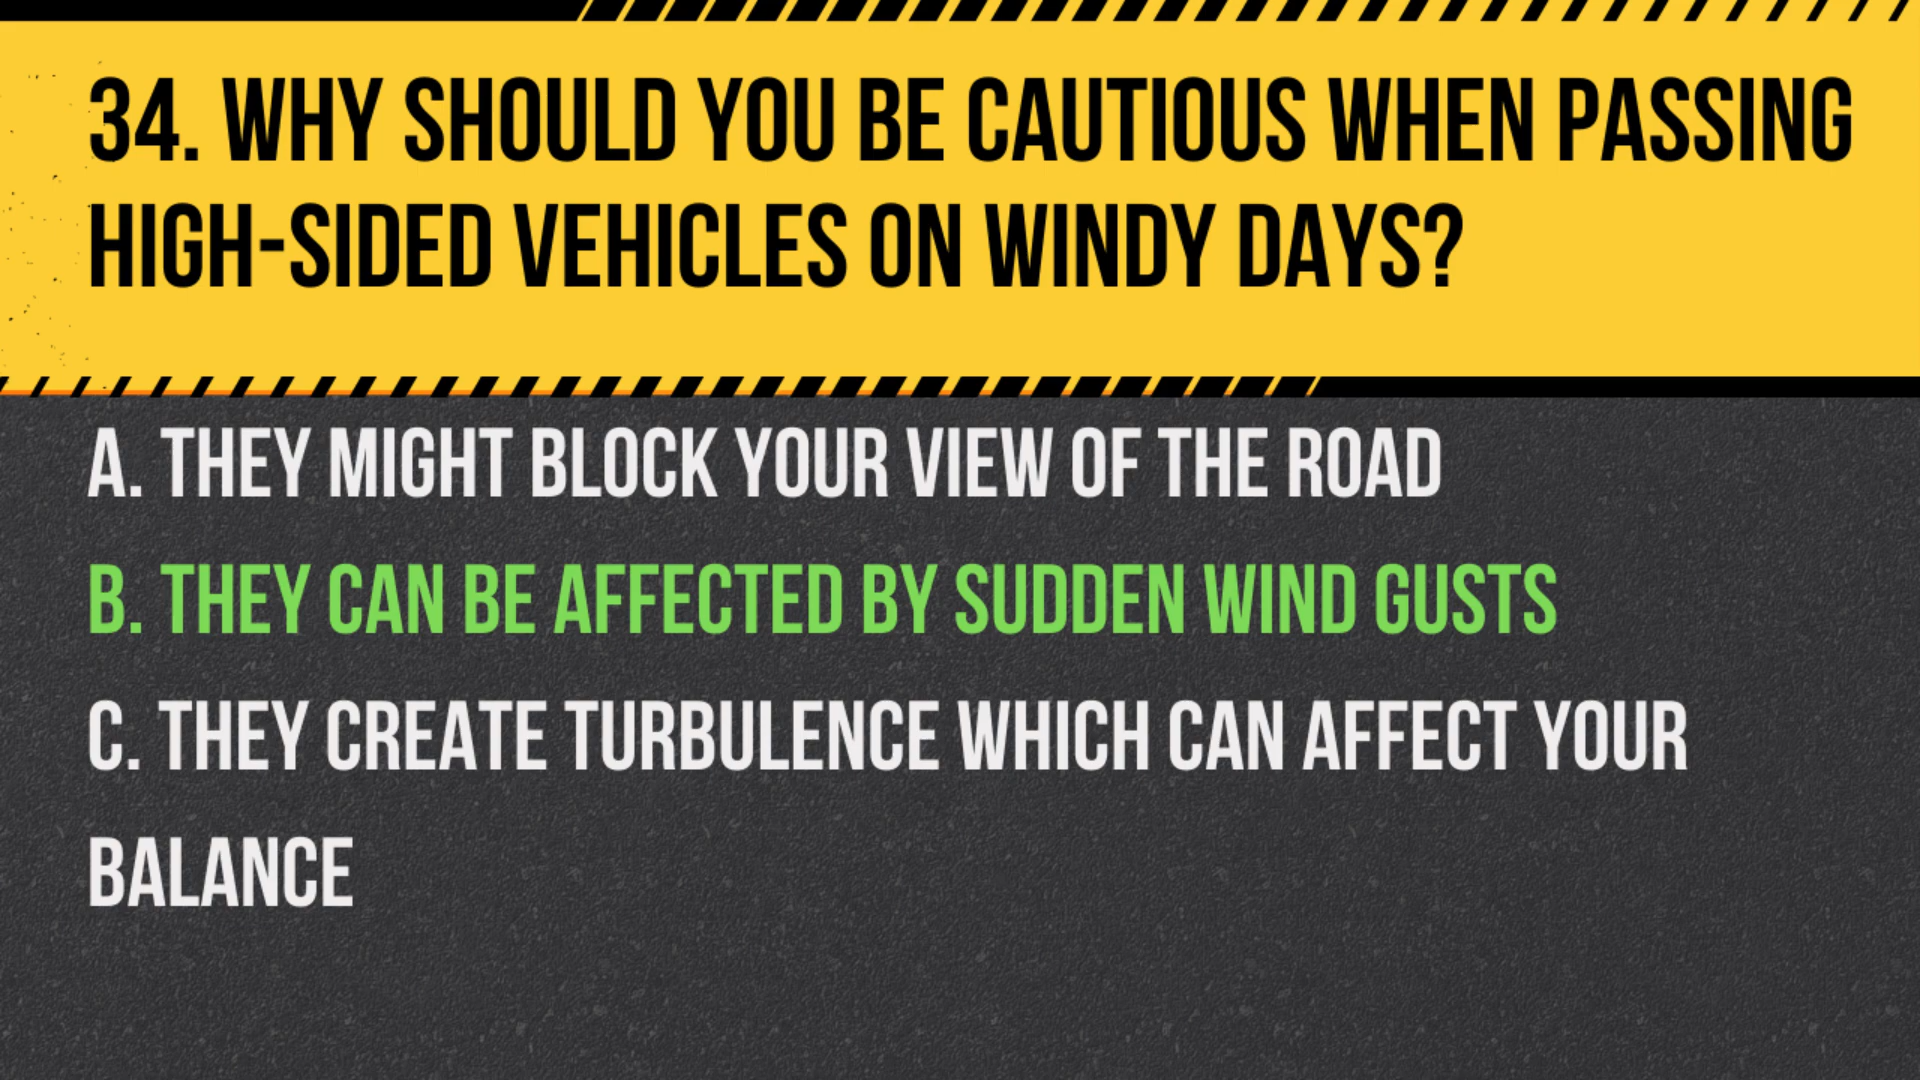 34. WHY SHOULD YOU BE CAUTIOUS WHEN PASSING
HIGH-SIDED VEHICLES ON WINDY DAYS?
A. THEY MIGHT BLOCK YOUR VIEW OF THE ROAD
B. THEY CAN BE AFFECTED BY SUDDEN WIND GUSTS
C. THEY CREATE TURBULENCE WHICH CAN AFFECT YOUR
BALANCE